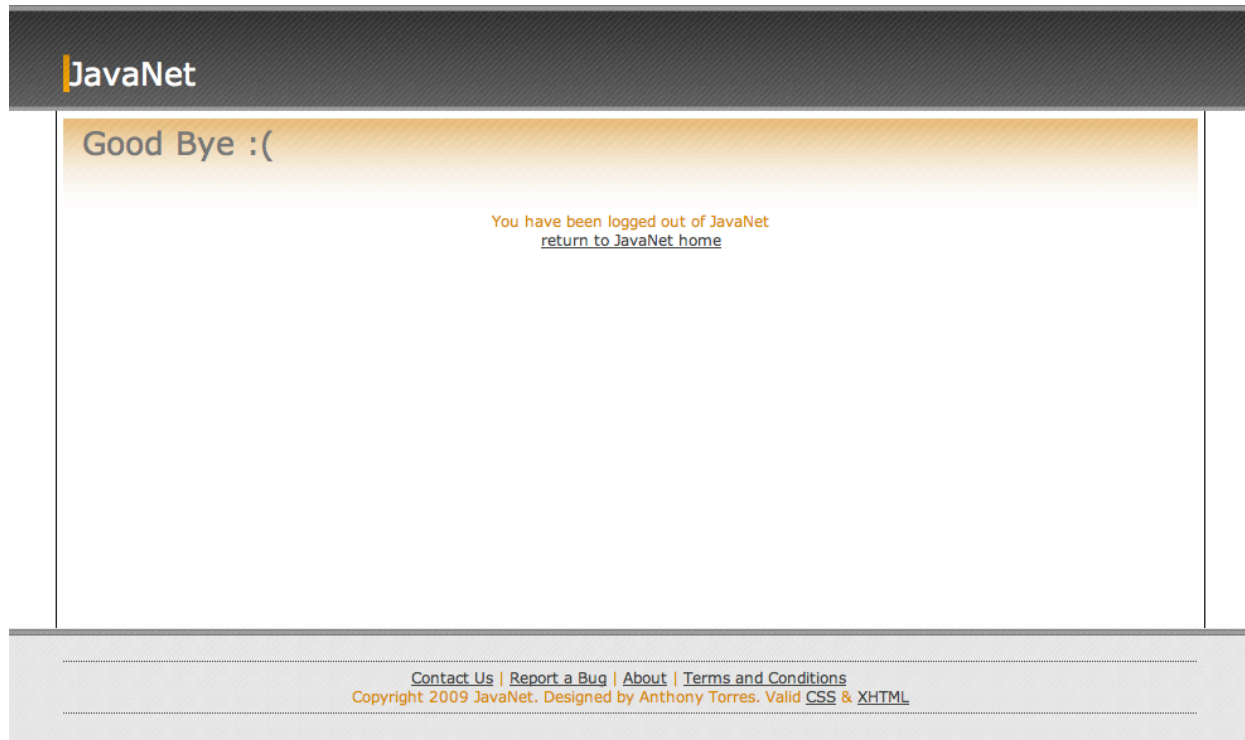 JavaNet
Good Bye :(
You have been logged out of JavaNet
return to JavaNet home
Contact Us | Report a Bug | About | Terms and Conditions
Copyright 2009 JavaNet. Designed by Anthony Torres. Valid CSS & XHTML